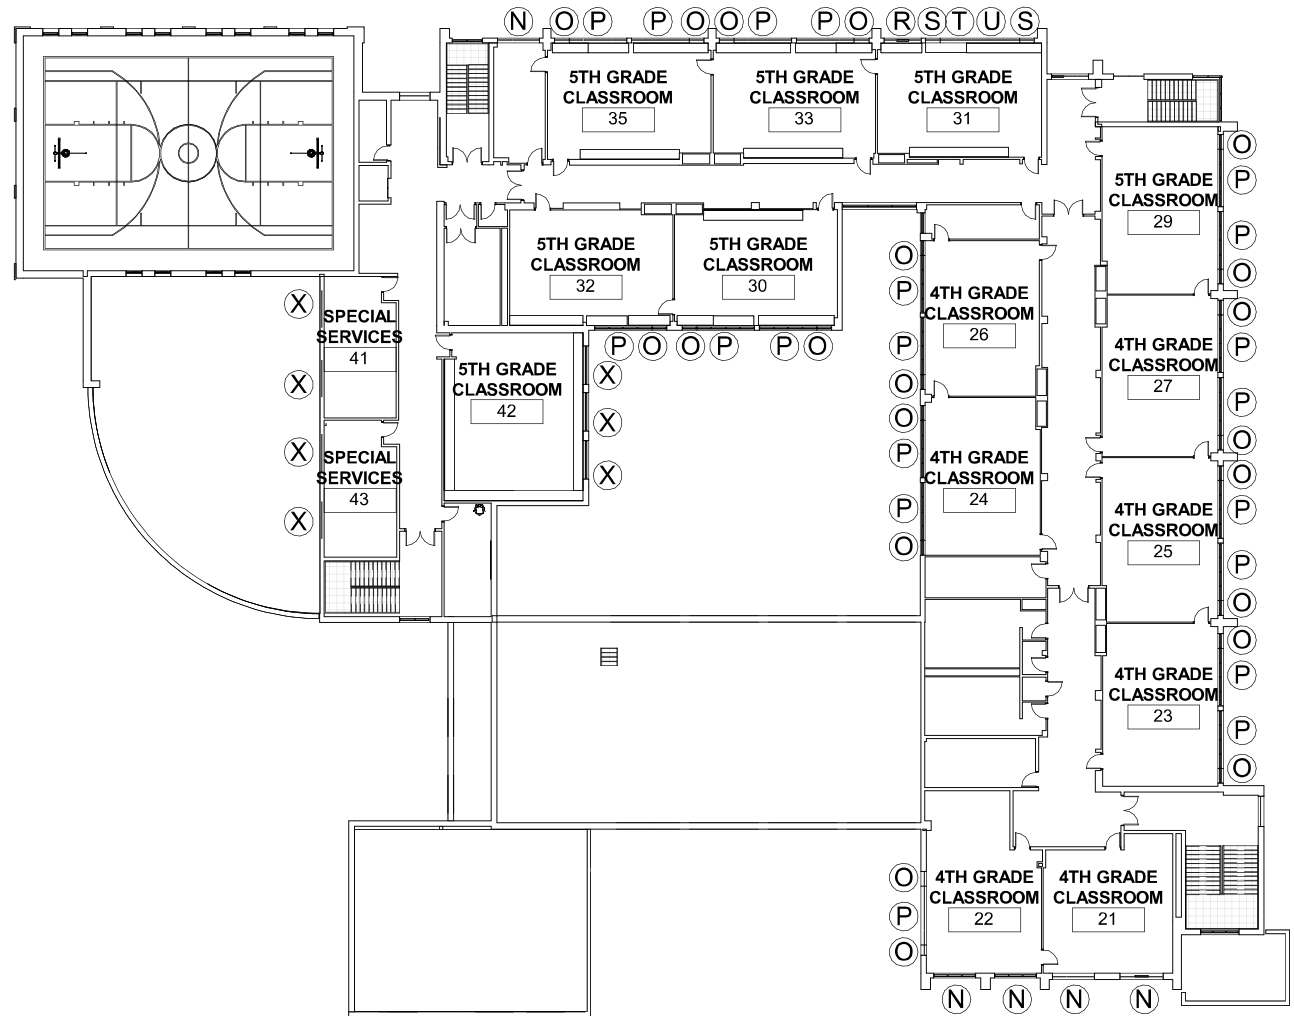 N O P P O O P P O R S T U S
5TH GRADE
CLASSROOM
35
5TH GRADE
CLASSROOM
33
5TH GRADE
CLASSROOM
31
5TH GRADE
CLASSROOM
29
O
P
P
O
5TH GRADE
CLASSROOM
32
5TH GRADE
CLASSROOM
30
P O O P P O
O
P
P
O
4TH GRADE
CLASSROOM
26
X
X
SPECIAL
SERVICES
41
5TH GRADE
CLASSROOM
42
X
X
X
4TH GRADE
CLASSROOM
27
O
P
P
O
X
X
SPECIAL
SERVICES
43
O
P
P
O
4TH GRADE
CLASSROOM
24
4TH GRADE
CLASSROOM
25
O
P
P
O
4TH GRADE
CLASSROOM
23
O
P
P
O
O
P
O
4TH GRADE
CLASSROOM
22
4TH GRADE
CLASSROOM
21
N N N N